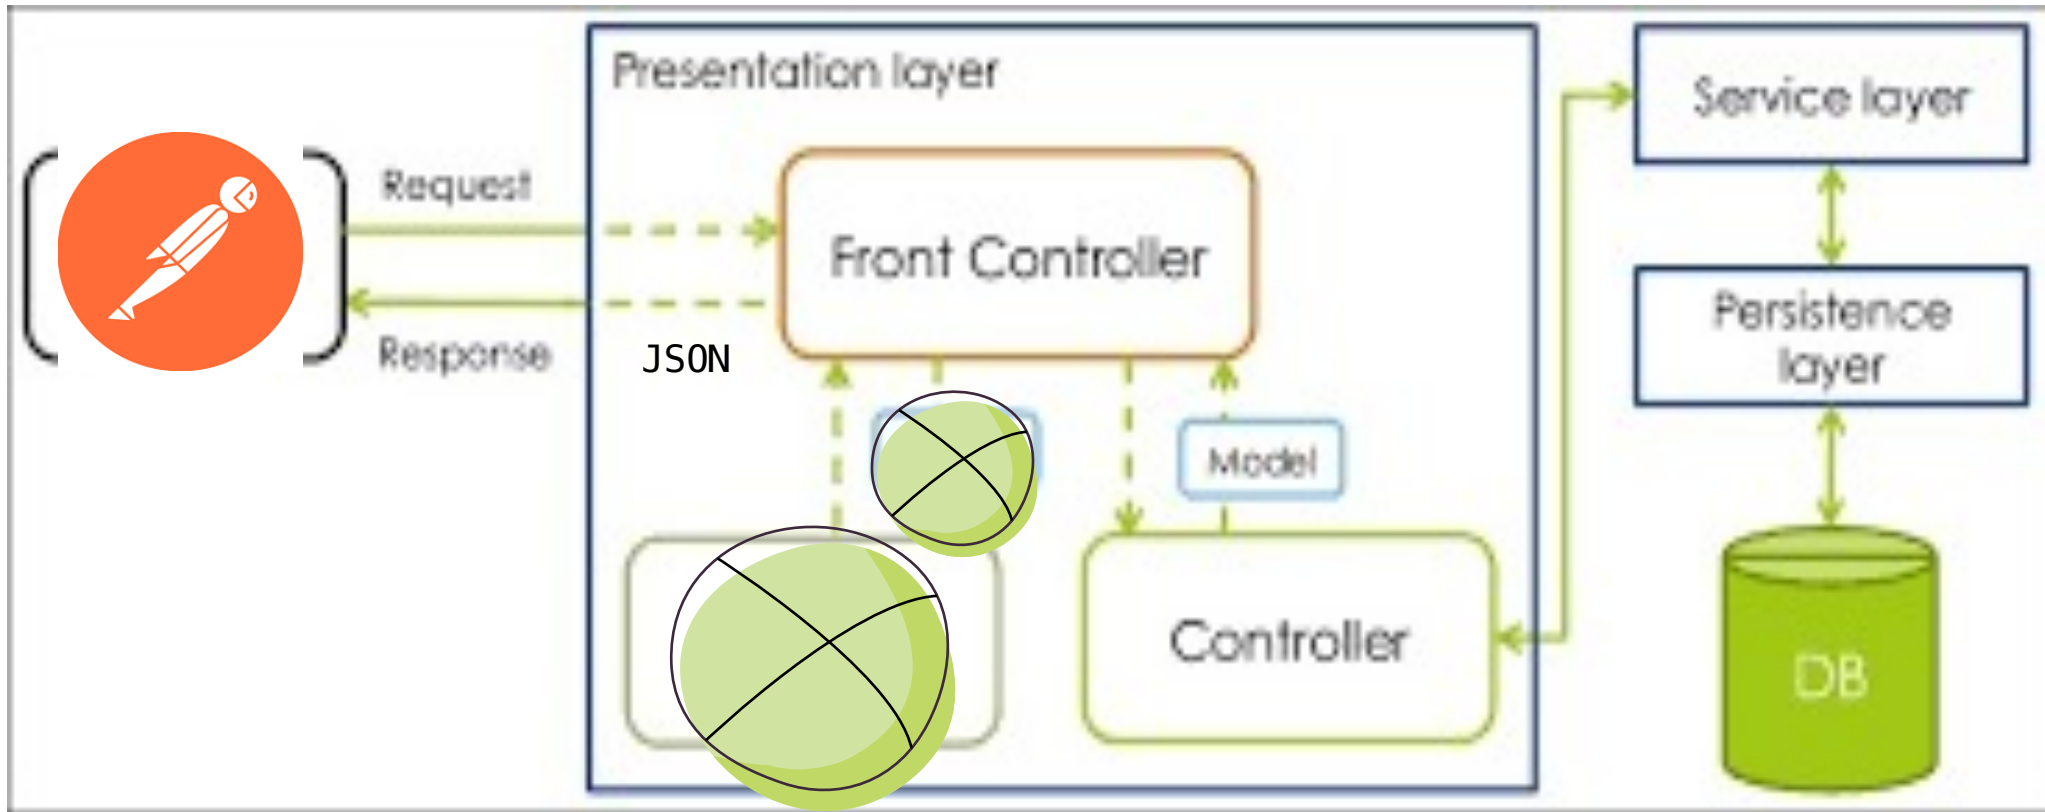 Presentation layer
Service layer
Request
Front Controller
Persistence
layer
Response
JSON
Model
Controller
DB